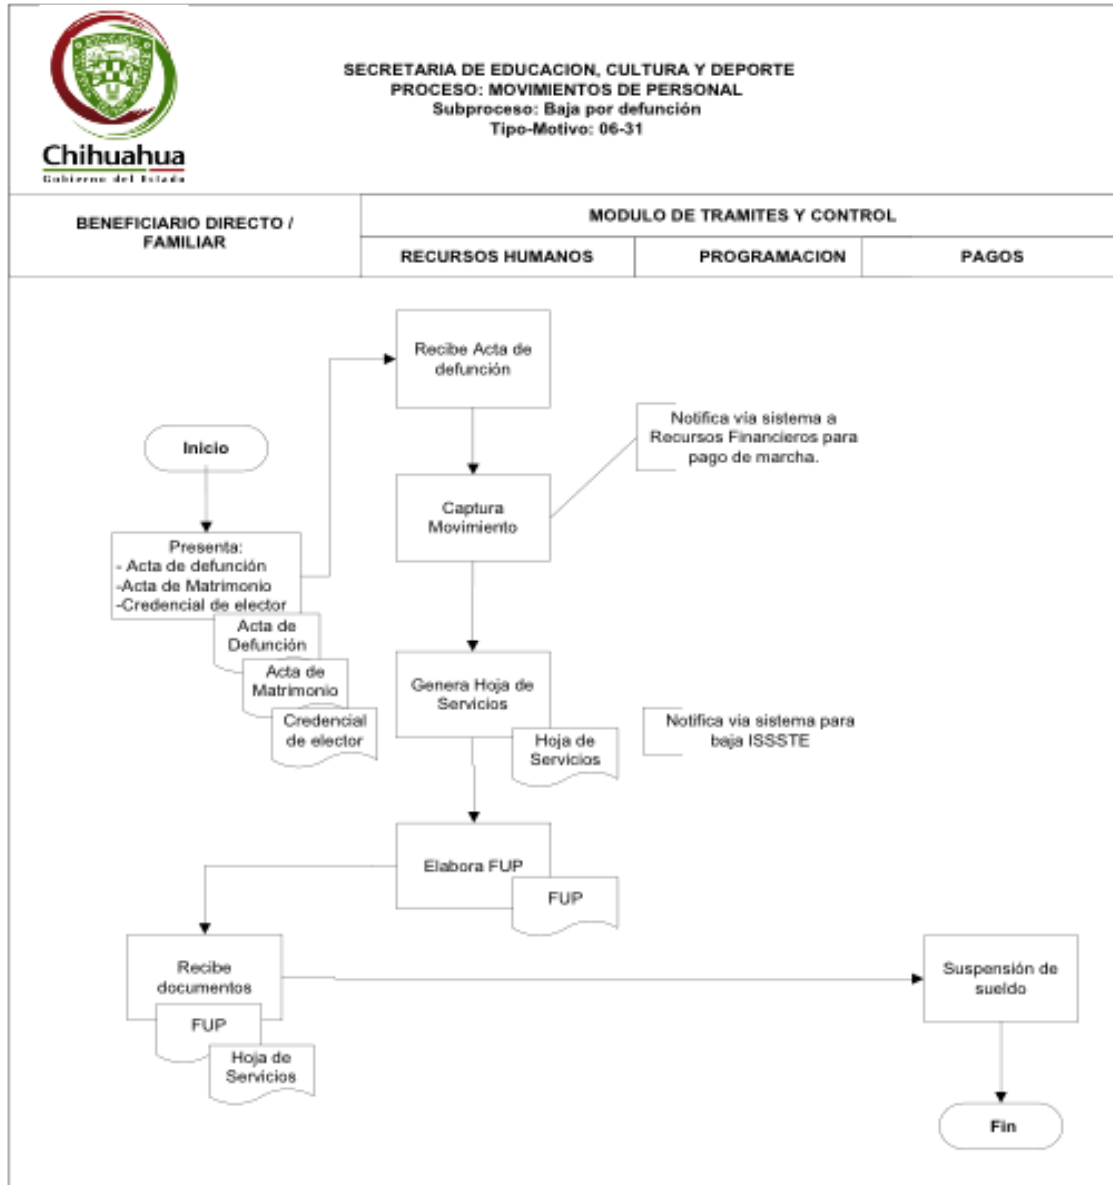 Chihuahua
Gobierno del Estado
SECRETARIA DE EDUCACION, CULTURA Y DEPORTE
PROCESO: MOVIMIENTOS DE PERSONAL
Subproceso: Baja por defunción
Tipo-Motivo: 06-31
BENEFICIARIO DIRECTO /
FAMILIAR
MODULO DE TRAMITES Y CONTROL
RECURSOS HUMANOS
PROGRAMACION
PAGOS
Inicio
Presenta:
- Acta de defunción
-Acta de Matrimonio
-Credencial de elector
Acta de
Defunción
Acta de
Matrimonio
Credencial
de elector
Recibe Acta de
defunción
Captura
Movimiento
Notifica vía sistema a
Recursos Financieros para
pago de marcha.
Genera Hoja de
Servicios
Hoja de
Servicios
Notifica via sistema para
baja ISSSTE
Elabora FUP
FUP
Recibe
documentos
FUP
Hoja de
Servicios
Suspensión de
sueldo
Fin